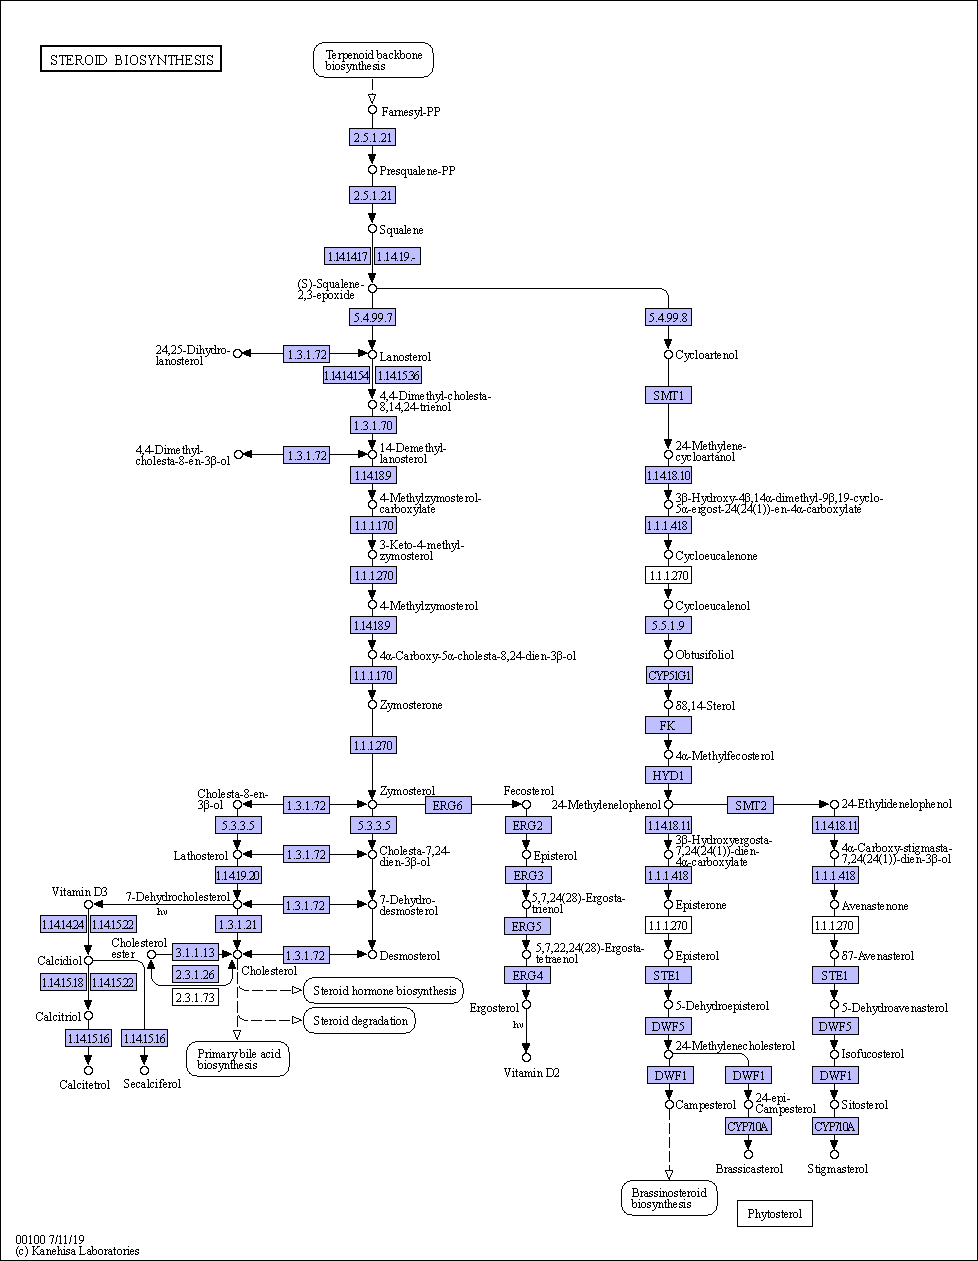 STEROID BIOSYNTHESIS
Terpenoid backbone
biosynthesis
Farnesyl-PP
2.5.1.21
Presqualene-PP
2.5.1.21
Squalene
1.14.14.17
1.14.19.-
(S)-Squalene-
2,3-epoxide
5.4.99.7
5.4.99.8
24,25-Dihydro-
lanosterol
1.3.1.72
Lanosterol
Cycloartenol
1.14.14.154
1.14.15.36
4,4-Dimethyl-cholesta-
8,14,24-trienol
SMT1
1.3.1.70
4,4-Dimethyl-
cholesta-8-en-3β-ol
1.3.1.72
14-Demethyl-
lanosterol
24-Methylene-
cycloartanol
1.14.18.9
1.14.18.10
4-Methylzymosterol-
carboxylate
3β-Hydroxy-4β,14α-dimethyl-9β,19-cyclo-
5α-ergost-24(24(1))-en-4α-carboxylate
1.1.1.170
1.1.1.418
3-Keto-4-methyl-
zymosterol
Cycloeucalenone
1.1.1.270
1.1.1.270
4-Methylzymosterol
Cycloeucalenol
1.14.18.9
5.5.1.9
4α-Carboxy-5α-cholesta-8,24-dien-3β-ol
Obtusifoliol
1.1.1.170
CYP51G1
Zymosterone
δ8,14-Sterol
FK
1.1.1.270
4α-Methylfecosterol
HYD1
Cholesta-8-en-
3β-ol
1.3.1.72
Zymosterol
ERG6
Fecosterol
24-Methylenelophenol
SMT2
24-Ethylidenelophenol
5.3.3.5
5.3.3.5
ERG2
1.14.18.11
1.14.18.11
Lathosterol
1.3.1.72
Cholesta-7,24-
dien-3β-ol
Episterol
3β-Hydroxyergosta-
7,24(24(1))-dien-
4α-carboxylate
4α-Carboxy-stigmasta-
7,24(24(1))-dien-3β-ol
1.14.19.20
ERG3
1.1.1.418
1.1.1.418
Vitamin D3
7-Dehydrocholesterol
hν
1.3.1.72
7-Dehydro-
desmosterol
5,7,24(28)-Ergosta-
trienol
Episterone
Avenastenone
1.14.14.24
1.14.15.22
1.3.1.21
ERG5
1.1.1.270
1.1.1.270
Calcidiol
Cholesterol
ester
3.1.1.13
2.3.1.26
2.3.1.73
Cholesterol
1.3.1.72
Desmosterol
5,7,22,24(28)-Ergosta-
tetraenol
Episterol
δ7-Avenasterol
1.14.15.18
1.14.15.22
ERG4
STE1
STE1
Steroid hormone biosynthesis
Calcitriol
Steroid degradation
Ergosterol
5-Dehydroepisterol
5-Dehydroavenasterol
1.14.15.16
1.14.15.16
hν
DWF5
DWF5
Primary bile acid
biosynthesis
24-Methylenecholesterol
Isofucosterol
Calcitetrol
Secalciferol
Vitamin D2
DWF1
DWF1
DWF1
Campesterol
24-epi-
Campesterol
Sitosterol
CYP710A
CYP710A
Brassicasterol
Stigmasterol
Brassinosteroid
biosynthesis
Phytosterol
00100 7/11/19
(c) Kanehisa Laboratories